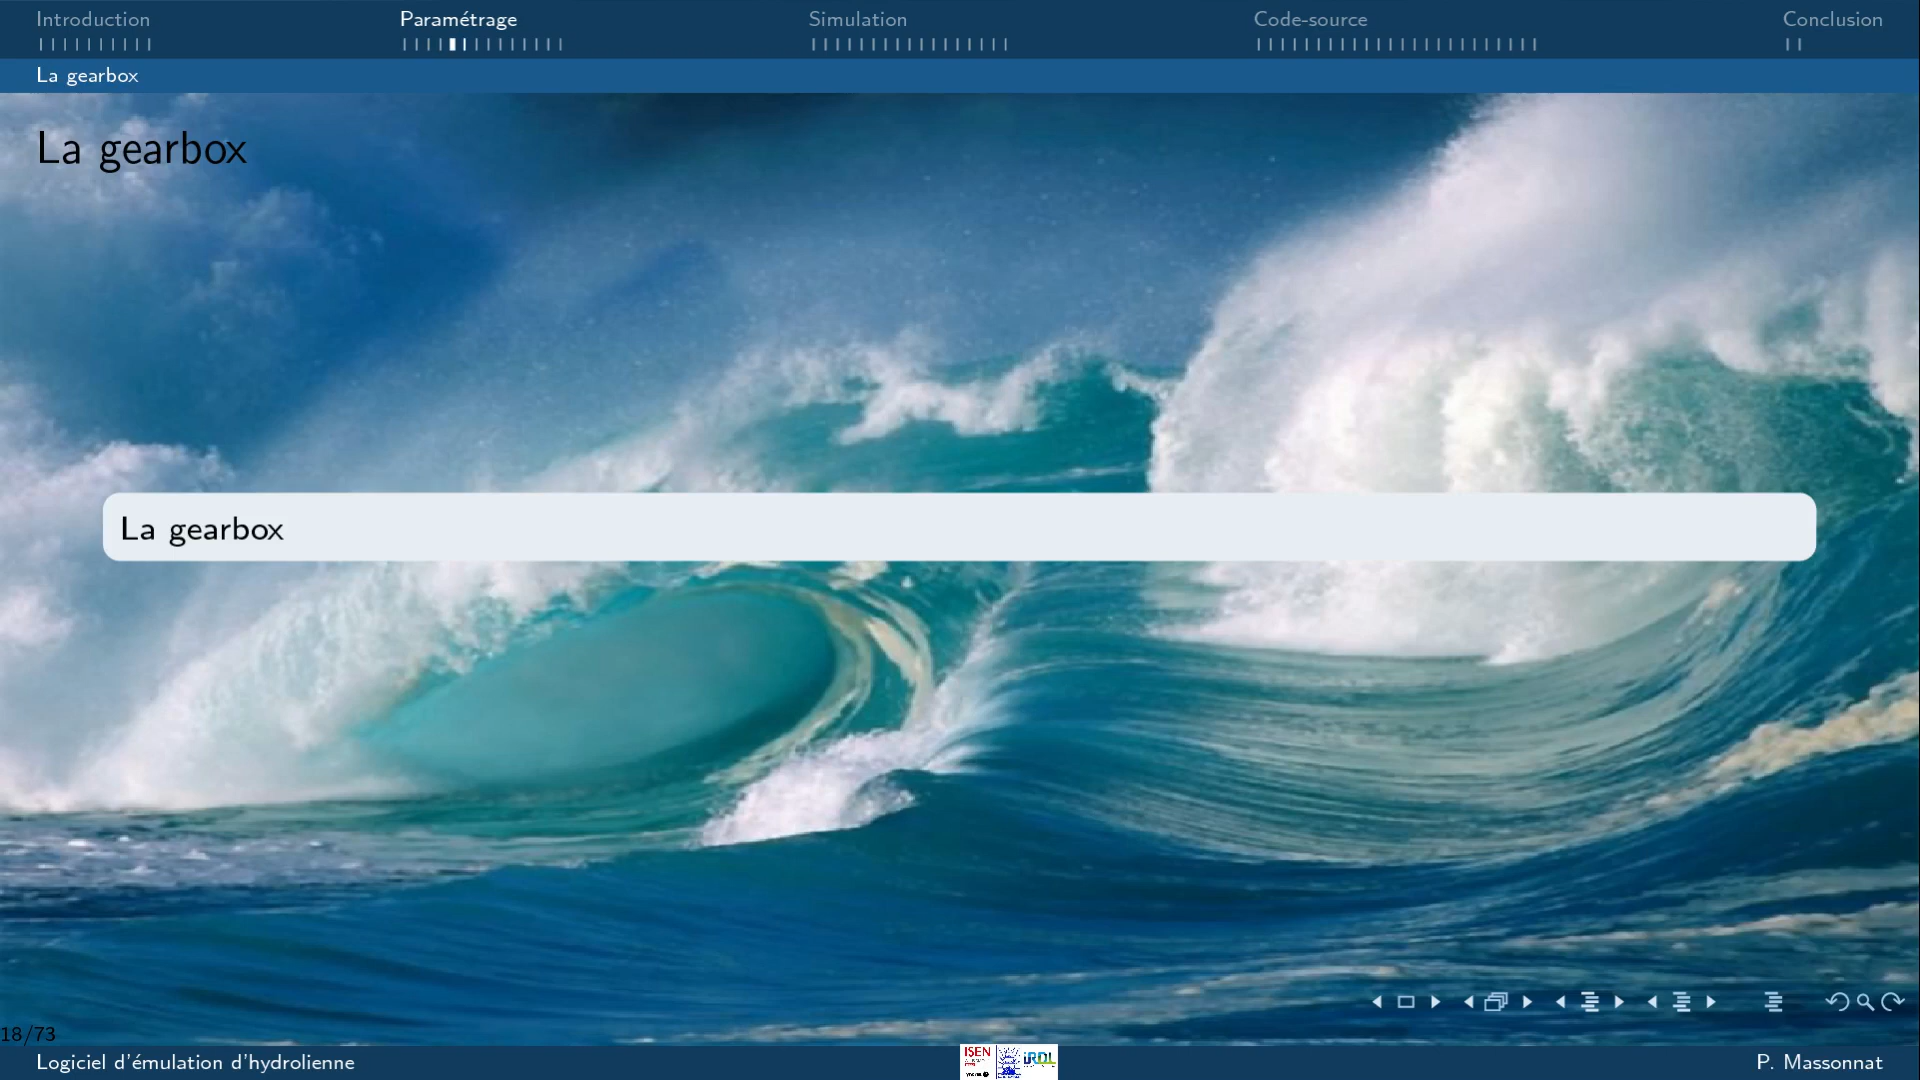 Introduction
Paramétrage
Simulation
Code-source
Conclusion
La gearbox
La gearbox
La gearbox
18/73
Logiciel d'émulation d'hydrolienne
ISEN
iRDL
P. Massonnat